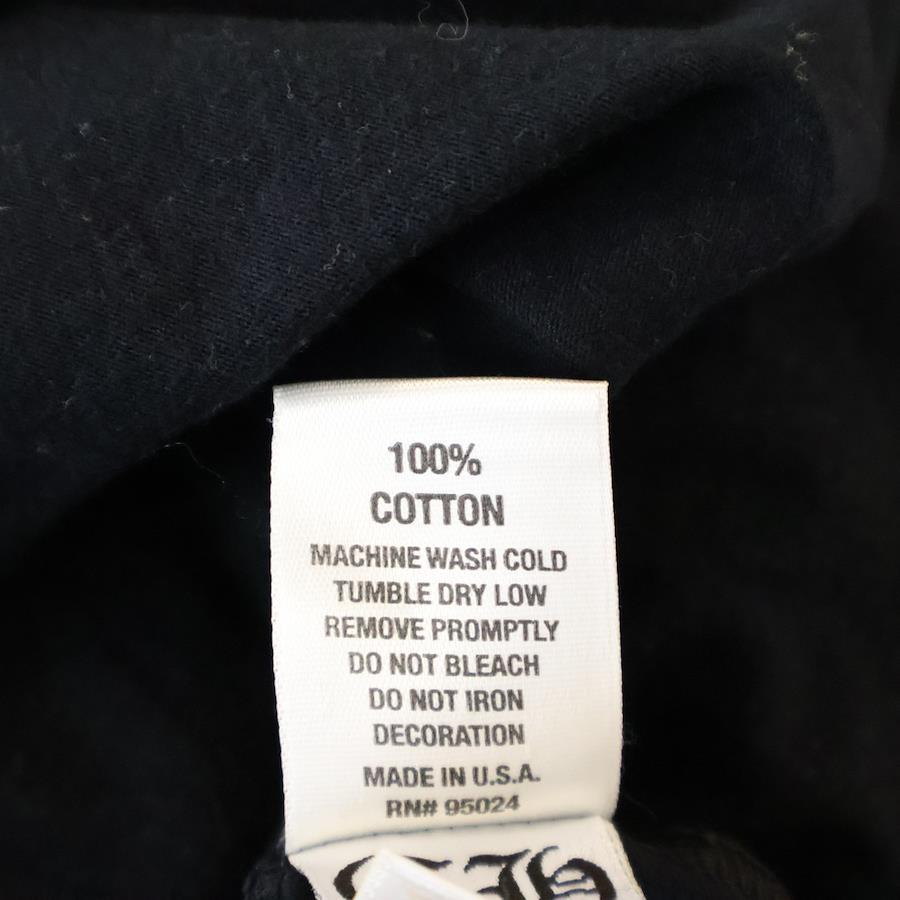 100%
COTTON
MACHINE WASH COLD
TUMBLE DRY LOW
REMOVE PROMPTLY
DO NOT BLEACH
DO NOT IRON
DECORATION
MADE IN U.S.A.
RN# 95024